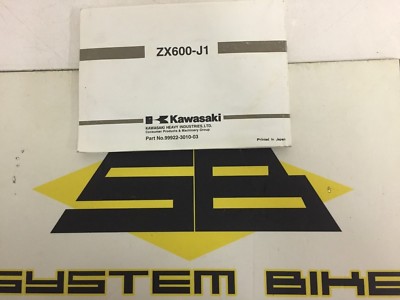 ZX600-J1
Kawasaki
KAWASAKI HEAVY INDUSTRIES, LTD.
Consumer Products & Machinery Group
Part No.99922-3010-03
Printed in Japan
SB
SYSTEM BIKE